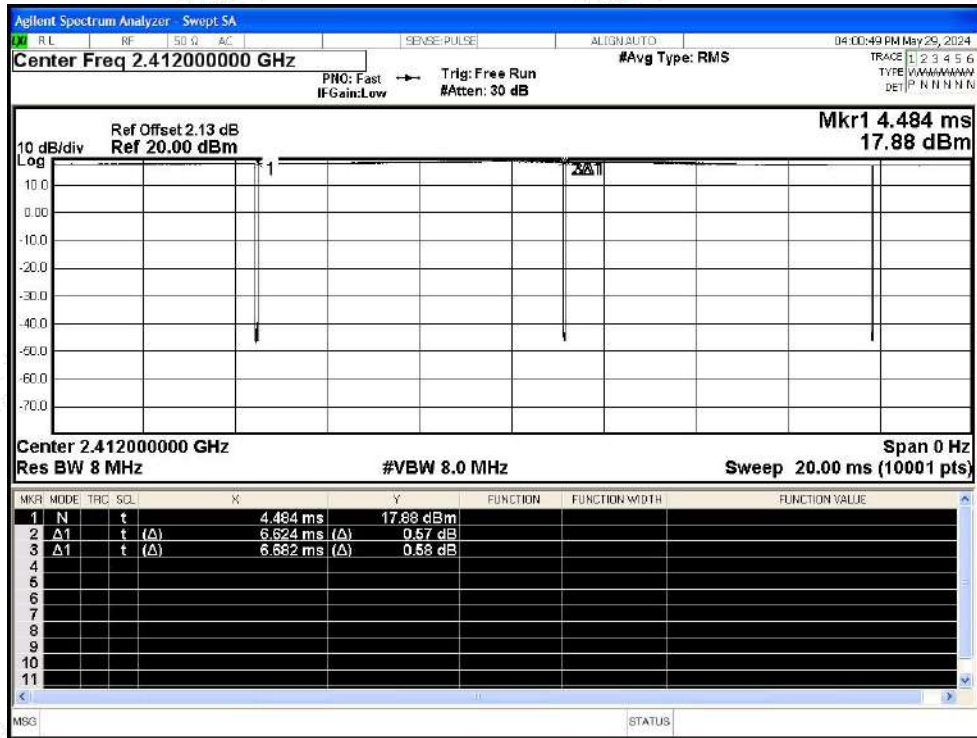 Agilent Spectrum Analyzer - Swept SA
LXI RL RF 50 Ω AC SENSE:PULSE ALIGN AUTO 04:00:49 PM May 29, 2024
Center Freq 2.412000000 GHz #Avg Type: RMS TRACE 1 2 3 4 5 6
PNO: Fast Trig: Free Run TYPE
IFGain:Low #Atten: 30 dB DET P N N N N N
Mkr1 4.484 ms
Ref Offset 2.13 dB
10 dB/div Ref 20.00 dBm 17.88 dBm
Log
1
10.0
0.00
-10.0
-20.0
-30.0
-40.0
-50.0
-60.0
-70.0
Center 2.412000000 GHz Span 0 Hz
Res BW 8 MHz #VBW 8.0 MHz Sweep 20.00 ms (10001 pts)
MKR MODE TRC SCL X Y FUNCTION FUNCTION WIDTH FUNCTION VALUE
1 N t 4.484 ms 17.88 dBm
2 Δ1 t (Δ) 6.624 ms (Δ) 0.57 dB
3 Δ1 t (Δ) 6.682 ms (Δ) 0.58 dB
4
5
6
7
8
9
10
11
MSG STATUS